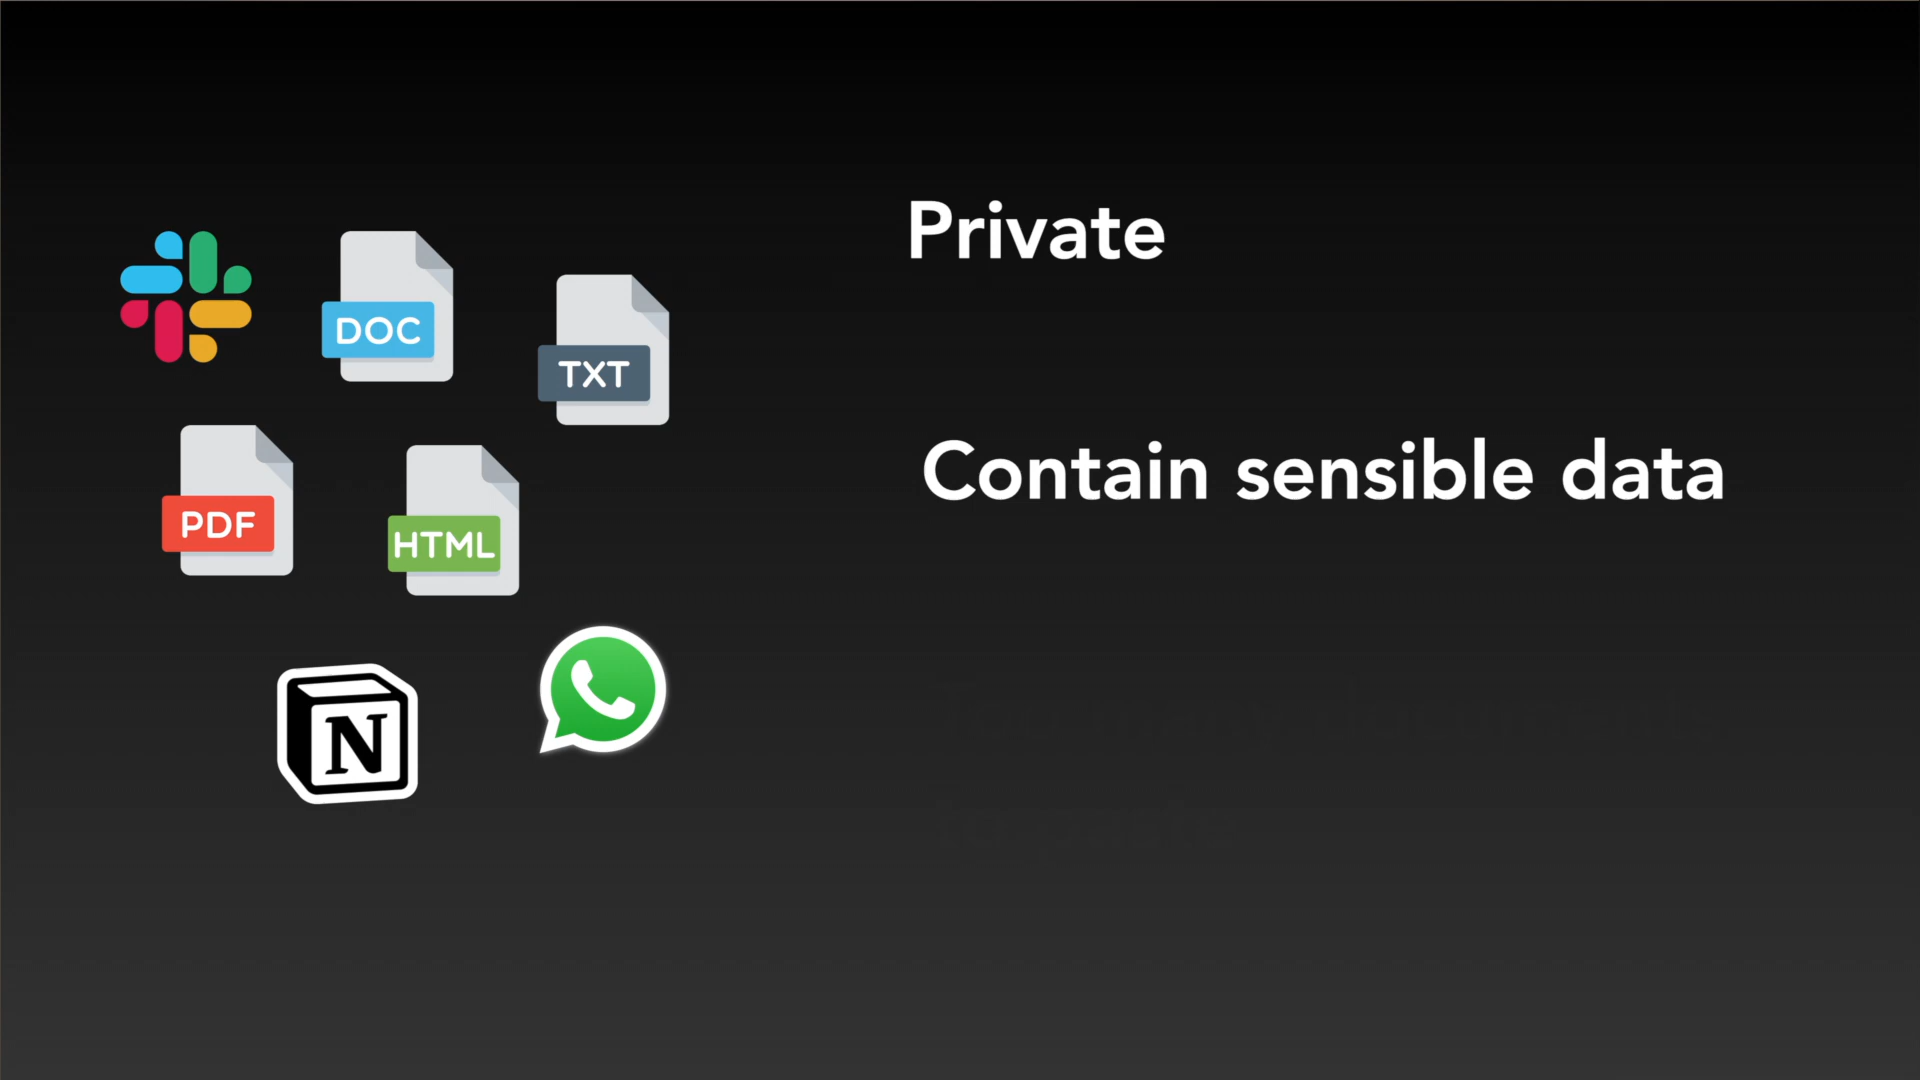 Private
DOC
TXT
Contain sensible data
PDF
HTML
N